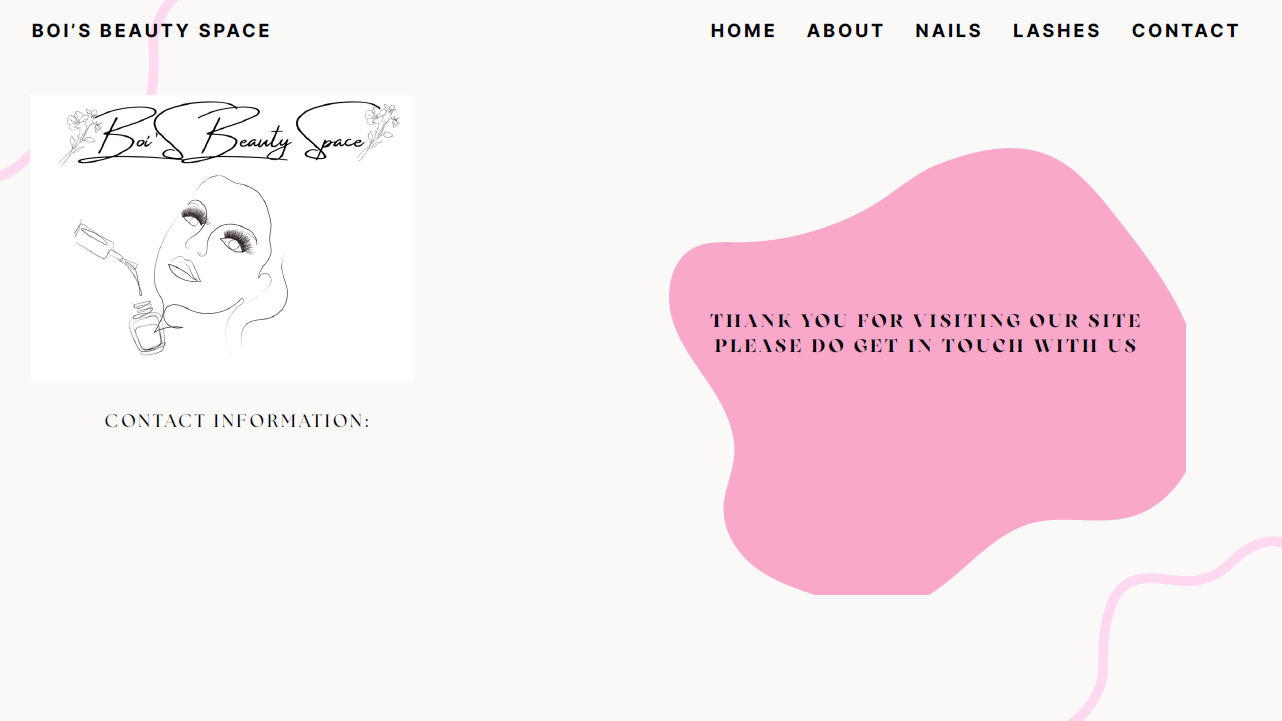 BOI’S BEAUTY SPACE
HOME ABOUT NAILS LASHES CONTACT
Boi'S Beauty Space
THANK YOU FOR VISITING OUR SITE
PLEASE DO GET IN TOUCH WITH US
CONTACT INFORMATION: